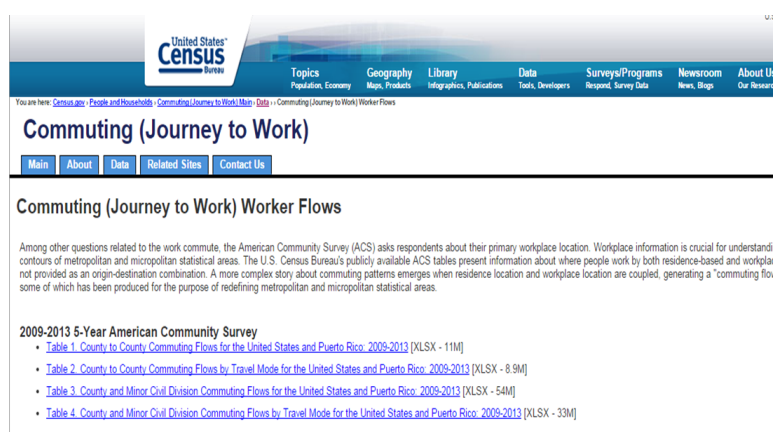 United States™
Census
Bureau
Topics
Population, Economy
Geography
Maps, Products
Library
Infographics, Publications
Data
Tools, Developers
Surveys/Programs
Respond, Survey Data
Newsroom
News, Blogs
About Us
Our Researc
You are here: Census.gov › People and Households › Commuting (Journey to Work) Main › Data › › Commuting (Journey to Work) Worker Flows
Commuting (Journey to Work)
Main About Data Related Sites Contact Us
Commuting (Journey to Work) Worker Flows
Among other questions related to the work commute, the American Community Survey (ACS) asks respondents about their primary workplace location. Workplace information is crucial for understandi
contours of metropolitan and micropolitan statistical areas. The U.S. Census Bureau's publicly available ACS tables present information about where people work by both residence-based and workplac
not provided as an origin-destination combination. A more complex story about commuting patterns emerges when residence location and workplace location are coupled, generating a "commuting flow
some of which has been produced for the purpose of redefining metropolitan and micropolitan statistical areas.
2009-2013 5-Year American Community Survey
• Table 1. County to County Commuting Flows for the United States and Puerto Rico: 2009-2013 [XLSX - 11M]
• Table 2. County to County Commuting Flows by Travel Mode for the United States and Puerto Rico: 2009-2013 [XLSX - 8.9M]
• Table 3. County and Minor Civil Division Commuting Flows for the United States and Puerto Rico: 2009-2013 [XLSX - 54M]
• Table 4. County and Minor Civil Division Commuting Flows by Travel Mode for the United States and Puerto Rico: 2009-2013 [XLSX - 33M]